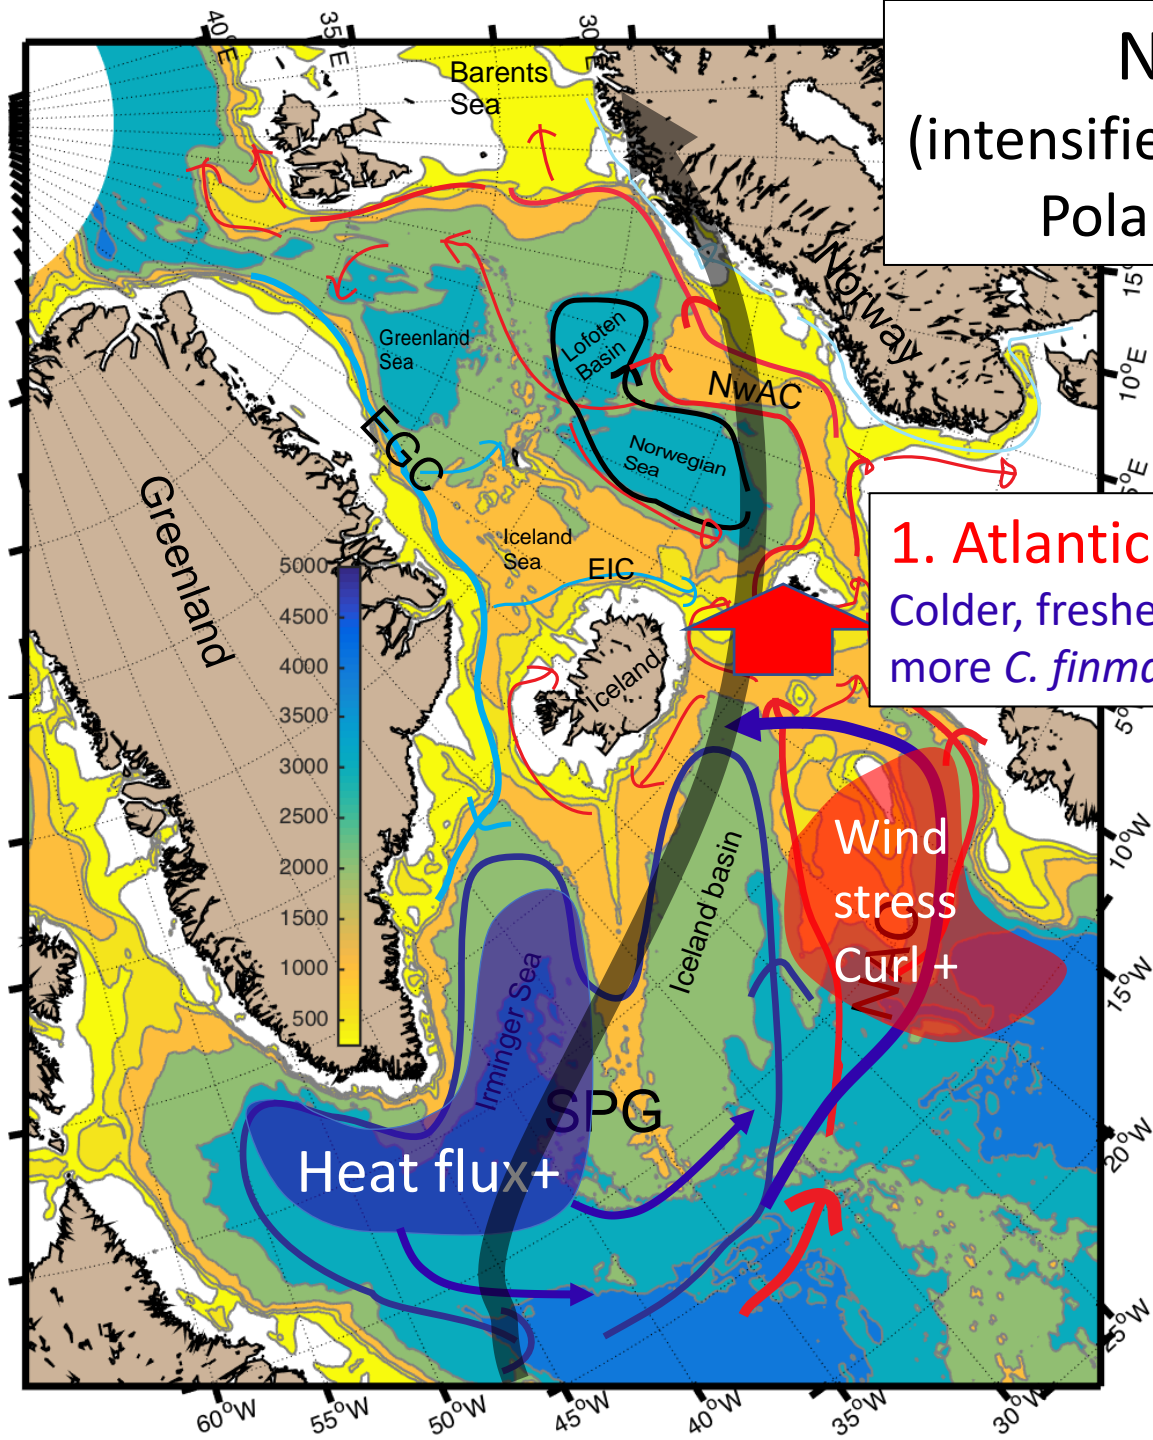 40°E
35°E
30°E
Barents
Sea
N
(intensifie
Pola
15°
Norway
Greenland
Sea
Lofoten
Basin
NwAC
10°E
EGC
Norwegian
Sea
5°E
Greenland
Iceland
Sea
EIC
1. Atlantic
Colder, freshe
more C. finma
5000
4500
4000
3500
3000
2500
2000
1500
1000
500
Iceland
5°
Wind
stress
Curl +
NAC
10°W
Iceland basin
Irminger Sea
15°W
SPG
Heat flux+
20°W
25°W
60°W
55°W
50°W
45°W
40°W
35°W
30°W